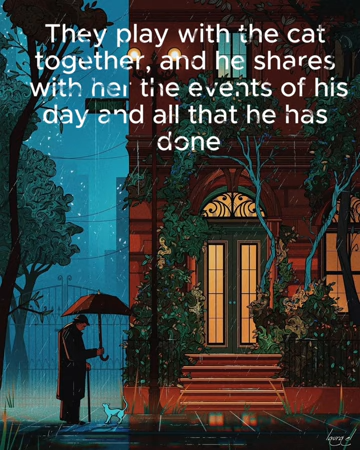 They play with the cat
together, and he shares
with her the events of his
day and all that he has
done